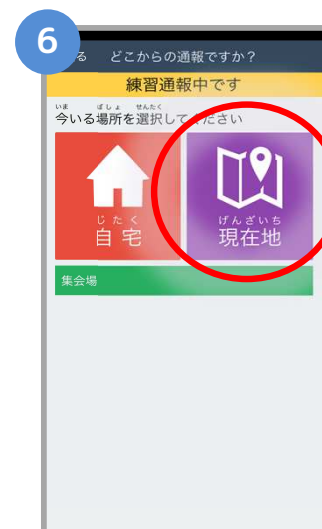 6
る どこからの通報ですか？
練習通報中です
いま ばしょ せんたく
今いる場所を選択してください
じたく
自宅
げんざいち
現在地
集会場